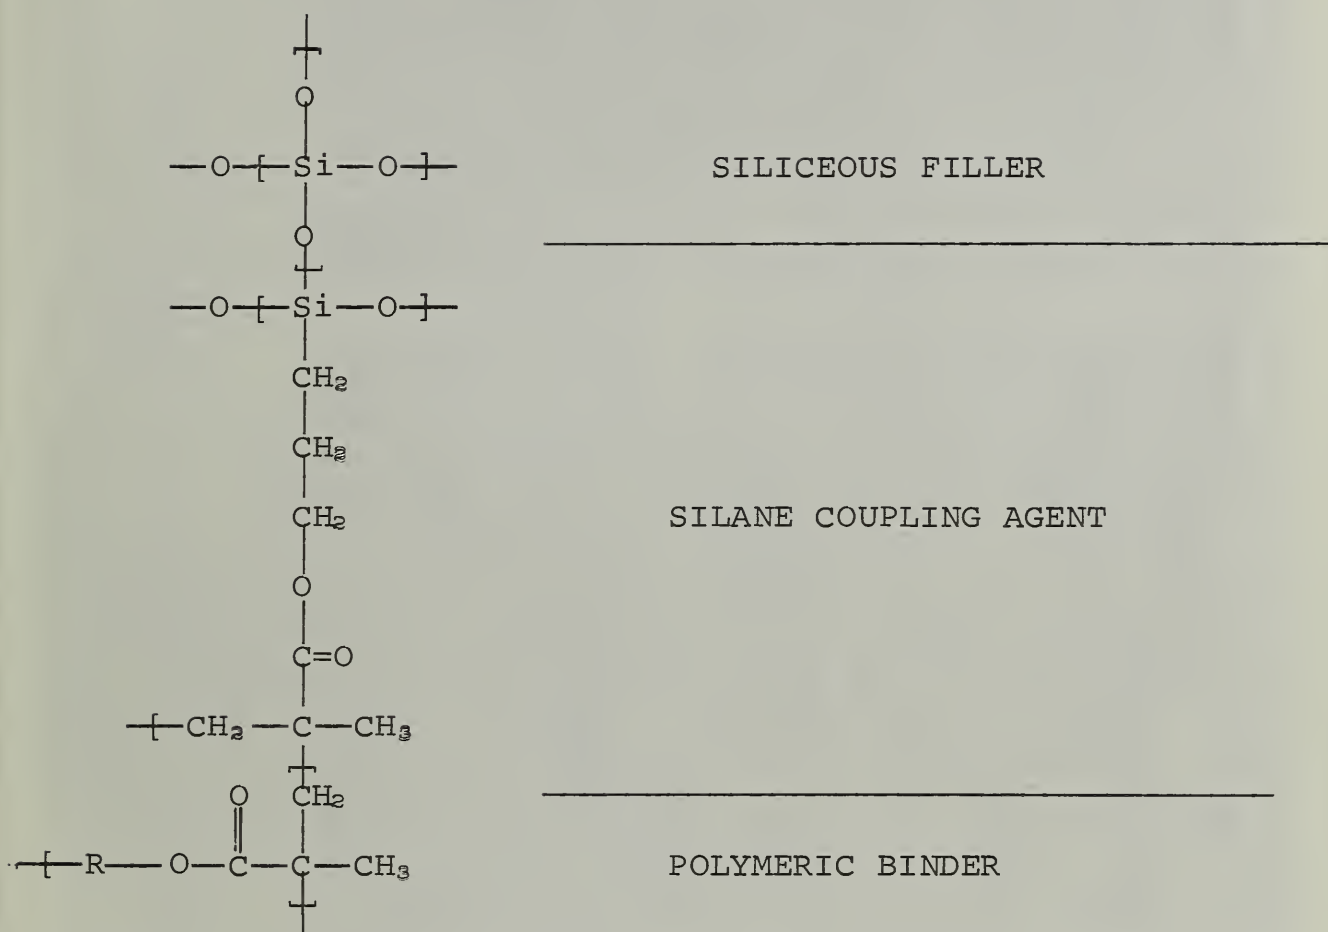 O
—O—[—Si—O—]— SILICEOUS FILLER
O
—O—[—Si—O—]—
CH₂
CH₂
CH₂ SILANE COUPLING AGENT
O
C=O
—[—CH₂—C—CH₃
O CH₂
—[—R—O—C—C—CH₃ POLYMERIC BINDER